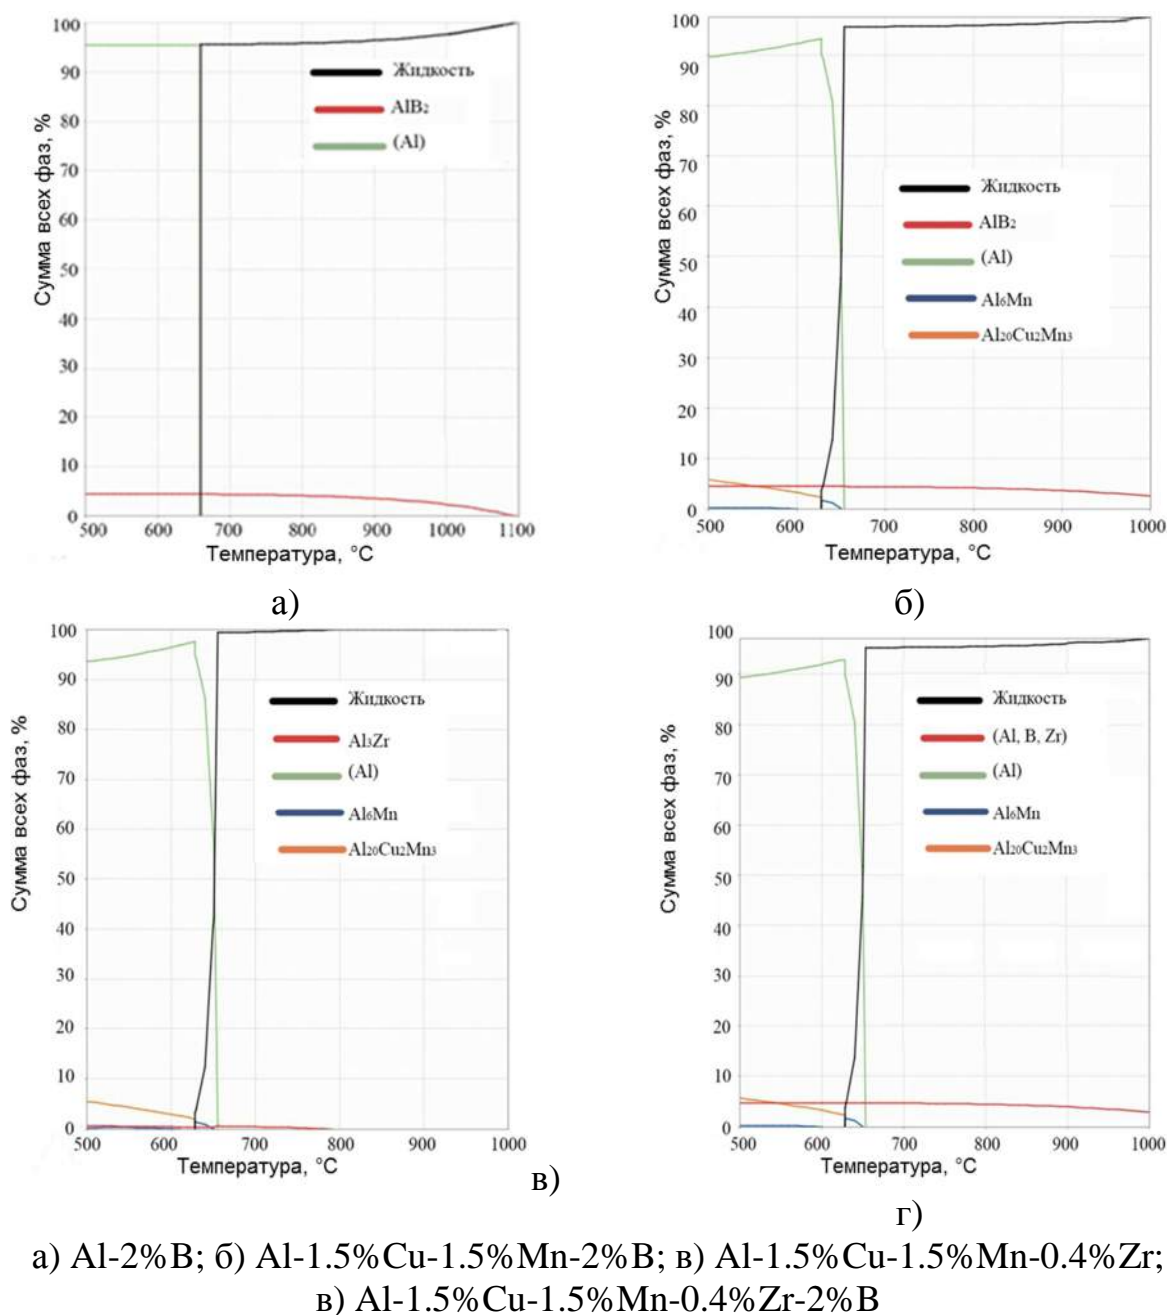 100
90
80
70
60
50
40
30
20
10
0
Сумма всех фаз, %
Жидкость
AlB₂
(Al)
500 600 700 800 900 1000 1100
Температура, °C
а)
100
90
80
70
60
50
40
30
20
10
0
Сумма всех фаз, %
Жидкость
AlB₂
(Al)
Al₆Mn
Al₂₀Cu₂Mn₃
500 600 700 800 900 1000
Температура, °C
б)
100
90
80
70
60
50
40
30
20
10
0
Сумма всех фаз, %
Жидкость
Al₃Zr
(Al)
Al₆Mn
Al₂₀Cu₂Mn₃
500 600 700 800 900 1000
Температура, °C
в)
100
90
80
70
60
50
40
30
20
10
0
Сумма всех фаз, %
Жидкость
(Al, B, Zr)
(Al)
Al₆Mn
Al₂₀Cu₂Mn₃
500 600 700 800 900 1000
Температура, °C
г)
а) Al-2%B; б) Al-1.5%Cu-1.5%Mn-2%B; в) Al-1.5%Cu-1.5%Mn-0.4%Zr;
в) Al-1.5%Cu-1.5%Mn-0.4%Zr-2%B